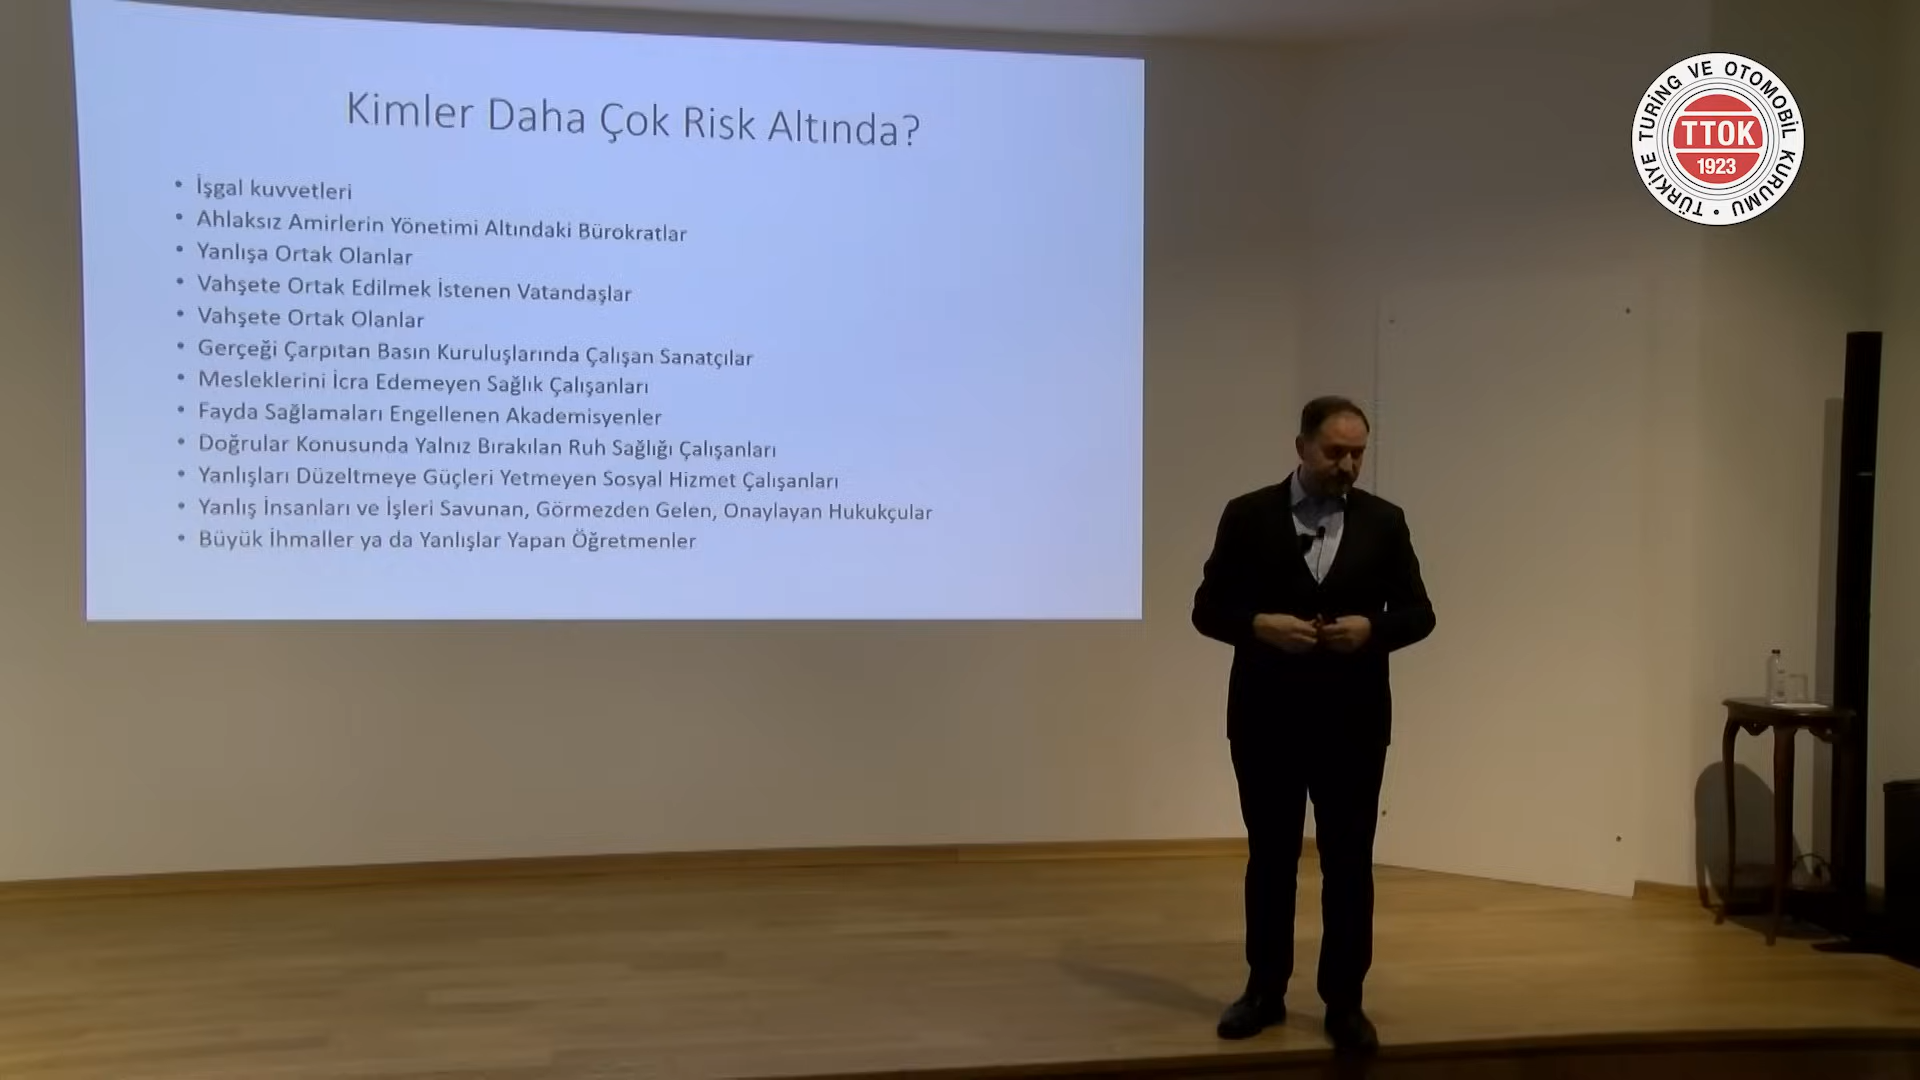 Kimler Daha Çok Risk Altında?
• İşgal kuvvetleri
• Ahlaksız Amirlerin Yönetimi Altındaki Bürokratlar
• Yanlışa Ortak Olanlar
• Vahşete Ortak Edilmek İstenen Vatandaşlar
• Vahşete Ortak Olanlar
• Gerçeği Çarpıtan Basın Kuruluşlarında Çalışan Sanatçılar
• Mesleklerini İcra Edemeyen Sağlık Çalışanları
• Fayda Sağlamaları Engellenen Akademisyenler
• Doğrular Konusunda Yalnız Bırakılan Ruh Sağlığı Çalışanları
• Yanlışları Düzeltmeye Güçleri Yetmeyen Sosyal Hizmet Çalışanları
• Yanlış İnsanları ve İşleri Savunan, Görmezden Gelen, Onaylayan Hukukçular
• Büyük İhmaller ya da Yanlışlar Yapan Öğretmenler
TÜRKİYE TURİNG VE OTOMOBİL KURUMU •
TTOK
1923